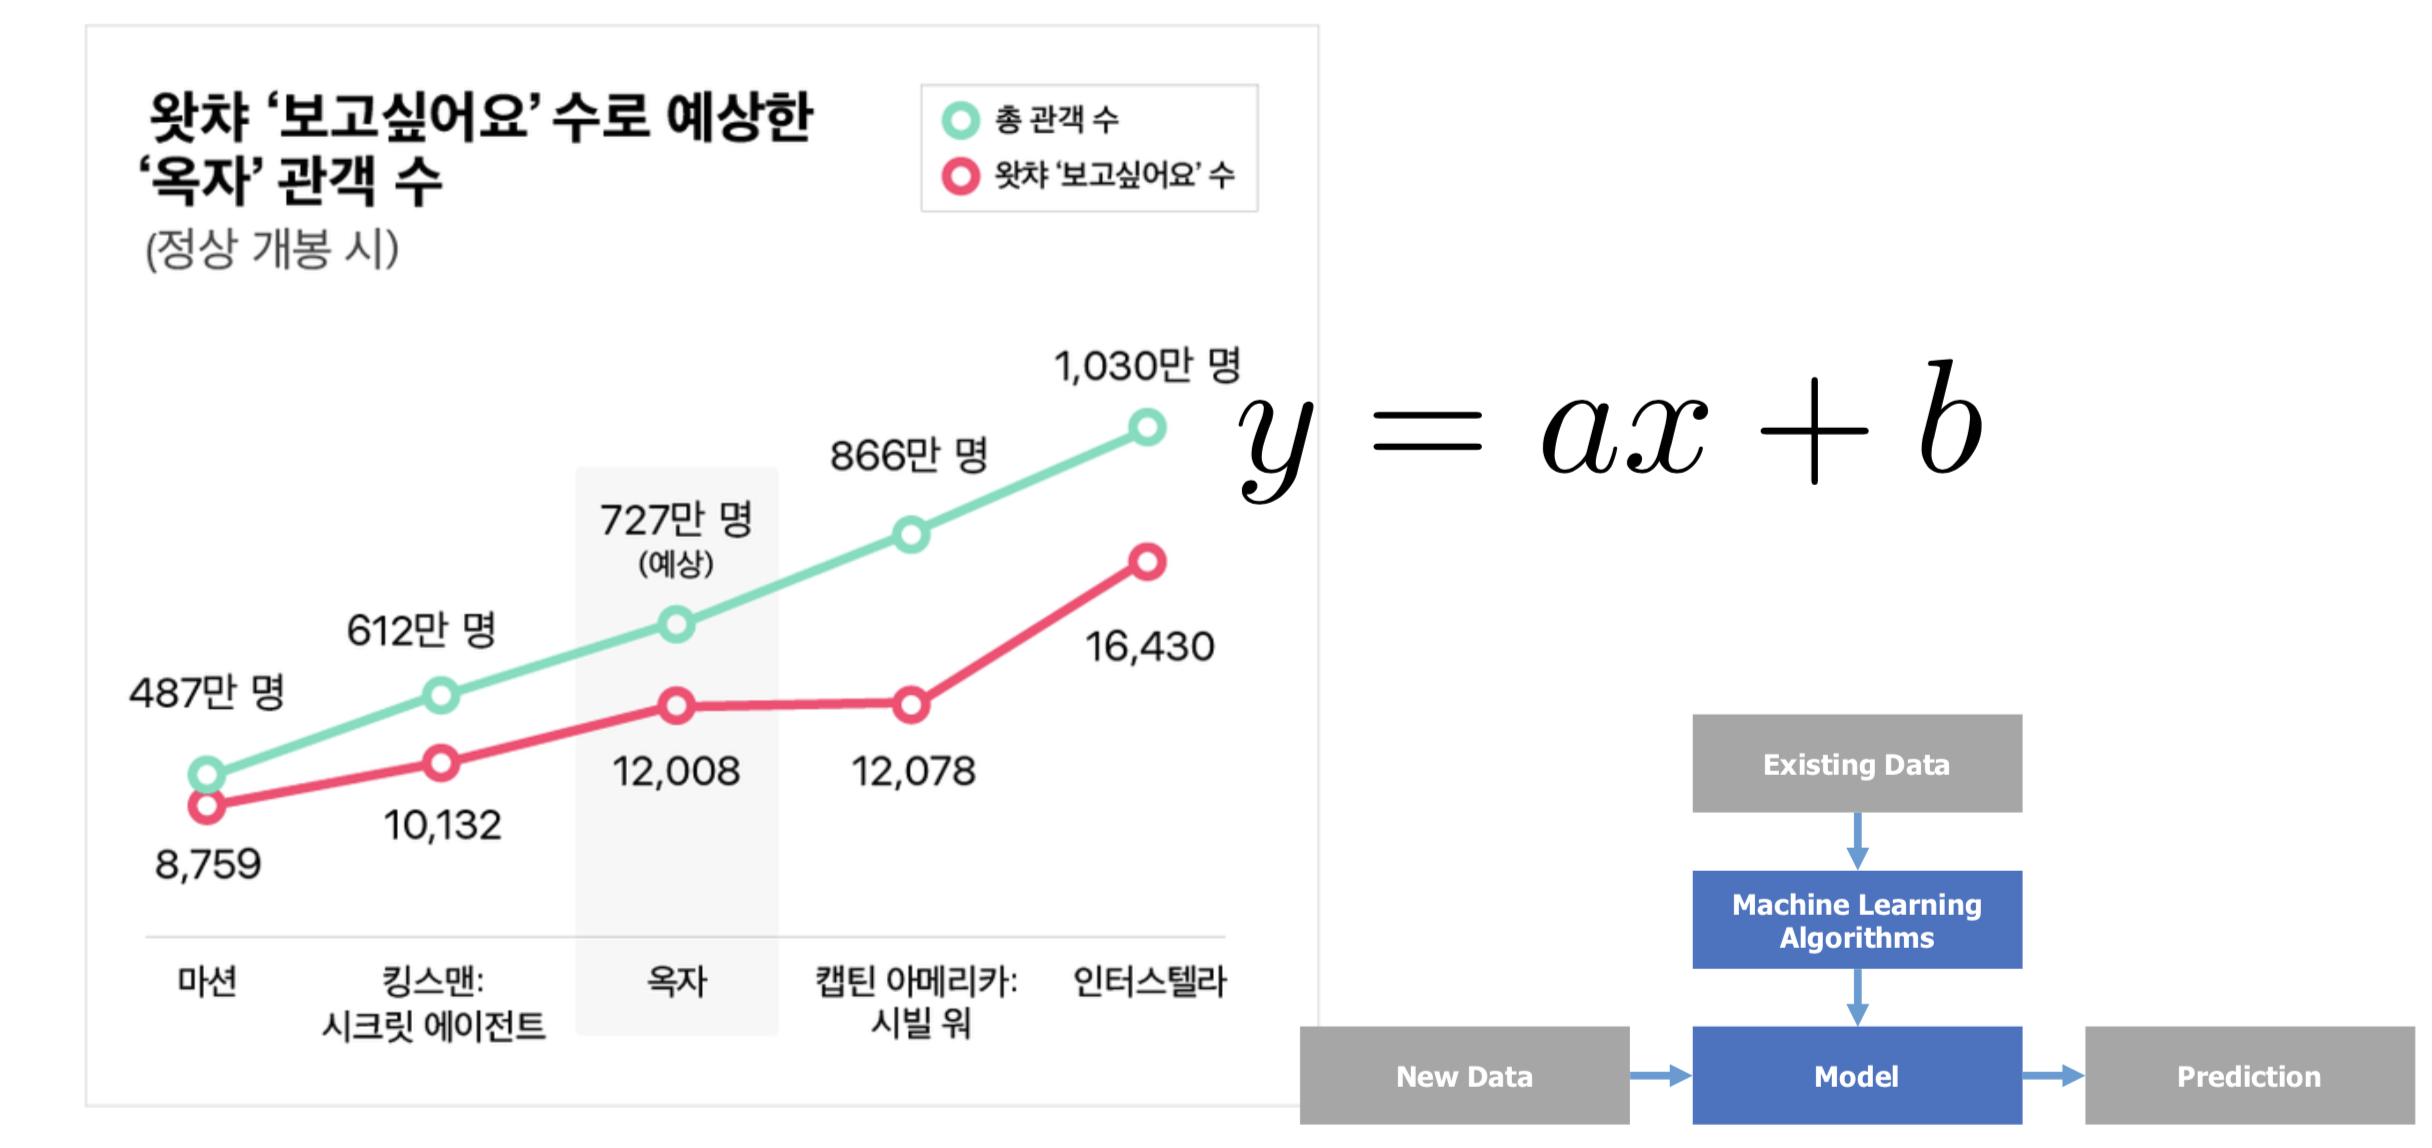 왓챠 ‘보고싶어요’ 수로 예상한
‘옥자’ 관객 수
(정상 개봉 시)
총 관객 수
왓챠 ‘보고싶어요’ 수
1,030만 명
866만 명
727만 명
(예상)
612만 명
487만 명
16,430
12,008
12,078
10,132
8,759
마션
킹스맨:
시크릿 에이전트
옥자
캡틴 아메리카:
시빌 워
인터스텔라
y = ax + b
Existing Data
Machine Learning
Algorithms
New Data
Model
Prediction